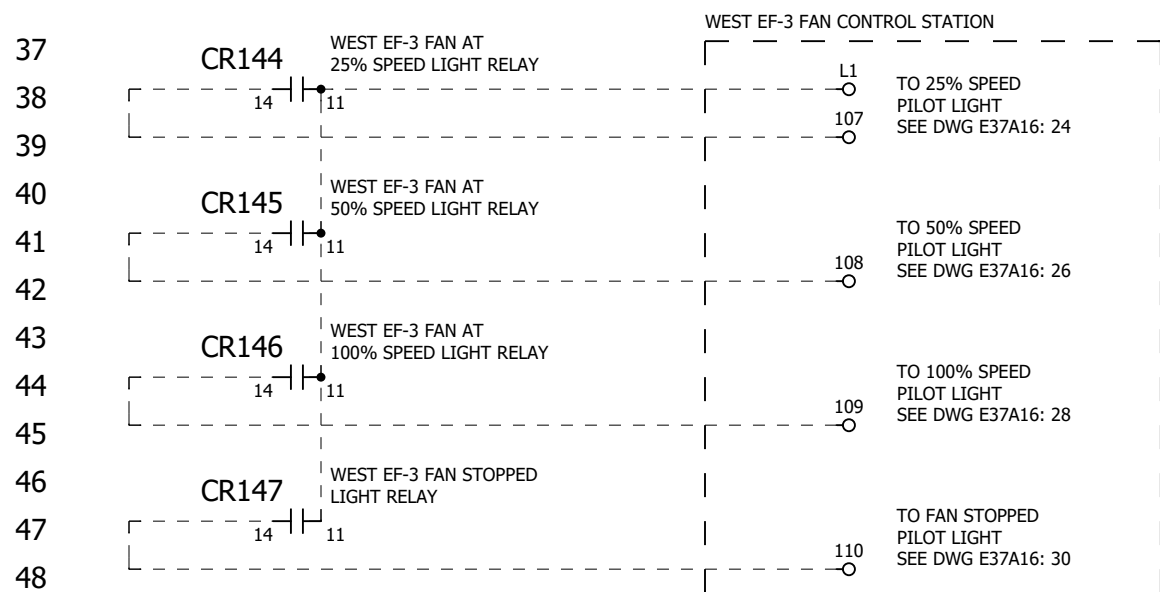 WEST EF-3 FAN CONTROL STATION
37
CR144
WEST EF-3 FAN AT
25% SPEED LIGHT RELAY
38
14
11
L1
TO 25% SPEED
PILOT LIGHT
SEE DWG E37A16: 24
39
107
40
CR145
WEST EF-3 FAN AT
50% SPEED LIGHT RELAY
41
14
11
TO 50% SPEED
PILOT LIGHT
SEE DWG E37A16: 26
42
108
43
CR146
WEST EF-3 FAN AT
100% SPEED LIGHT RELAY
44
14
11
TO 100% SPEED
PILOT LIGHT
SEE DWG E37A16: 28
45
109
46
CR147
WEST EF-3 FAN STOPPED
LIGHT RELAY
47
14
11
TO FAN STOPPED
PILOT LIGHT
SEE DWG E37A16: 30
48
110